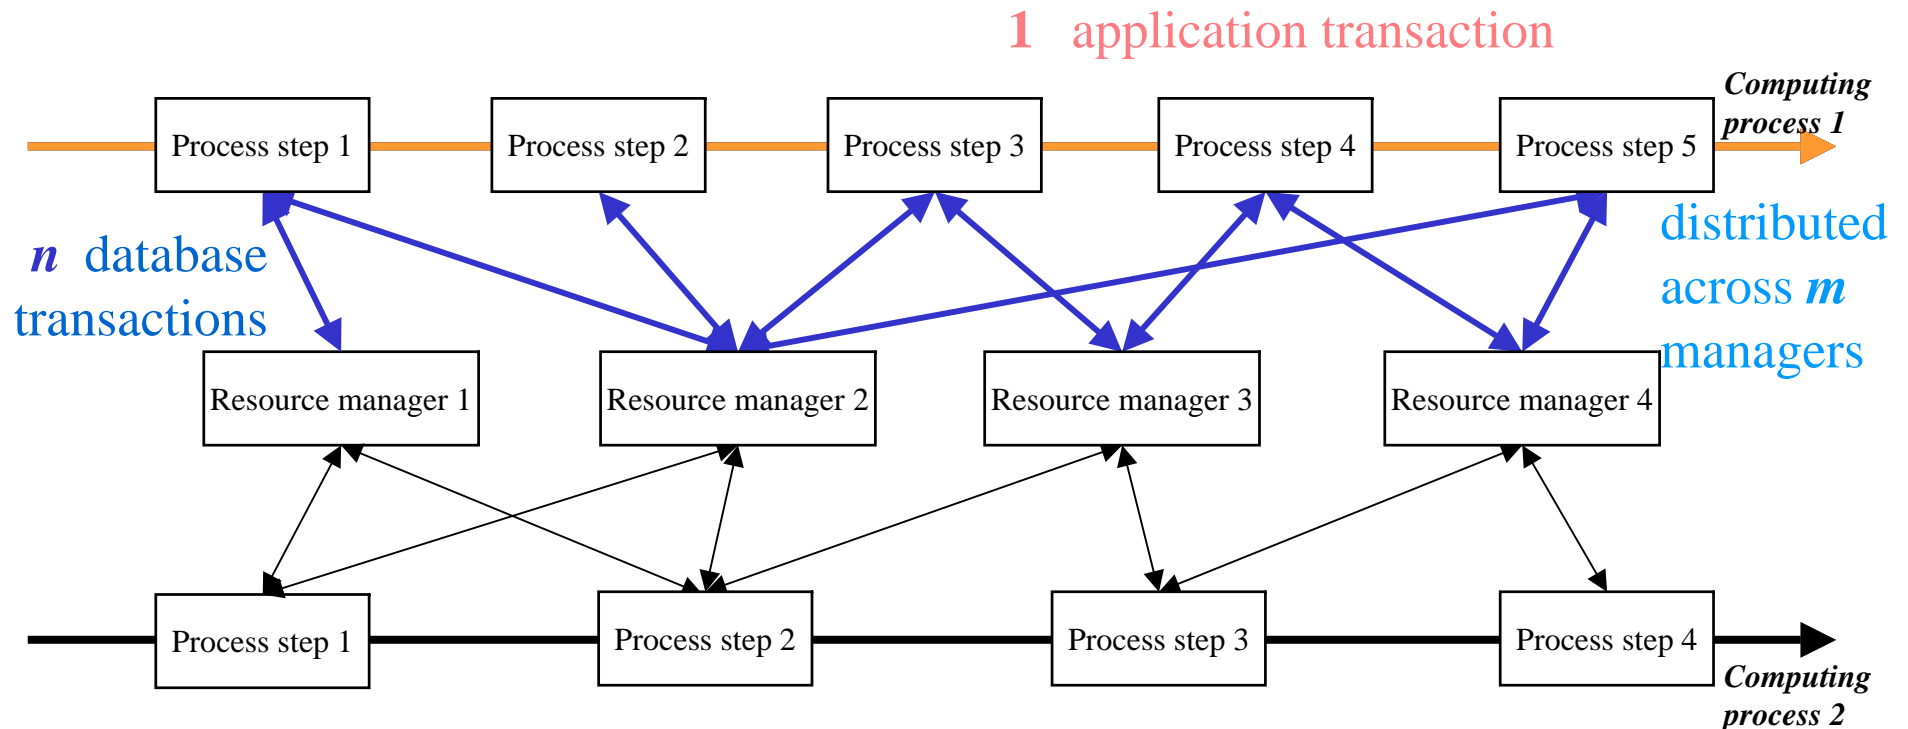 1 application transaction
Computing
process 1
Process step 1
Process step 2
Process step 3
Process step 4
Process step 5
n database
transactions
distributed
across m
managers
Resource manager 1
Resource manager 2
Resource manager 3
Resource manager 4
Process step 1
Process step 2
Process step 3
Process step 4
Computing
process 2